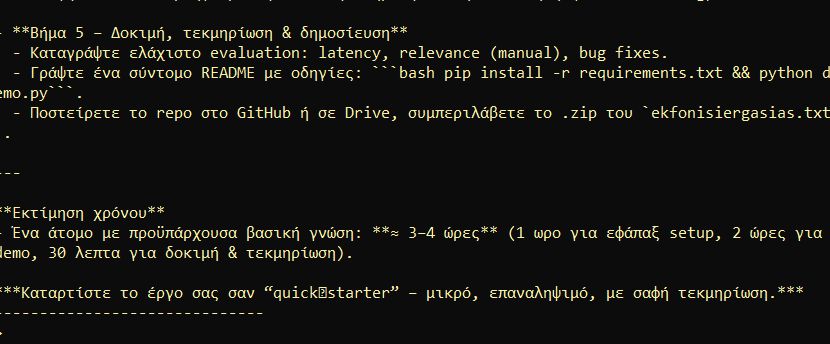 - **Βήμα 5 – Δοκιμή, τεκμηρίωση & δημοσίευση**
- Καταγράψτε ελάχιστο evaluation: latency, relevance (manual), bug fixes.
- Γράψτε ένα σύντομο README με οδηγίες: ```bash pip install -r requirements.txt && python d
emo.py```.
- Ποστείρετε το repo στο GitHub ή σε Drive, συμπεριλάβετε το .zip του `ekfonisiergasias.txt
.
---
**Εκτίμηση χρόνου**
- Ένα άτομο με προϋπάρχουσα βασική γνώση: **≈ 3–4 ώρες** (1 ωρο για εφάπαξ setup, 2 ώρες για
demo, 30 λεπτα για δοκιμή & τεκμηρίωση).
***Καταρτίστε το έργο σας σαν “quick�starter” – μικρό, επαναληψιμό, με σαφή τεκμηρίωση.***
------------------------------